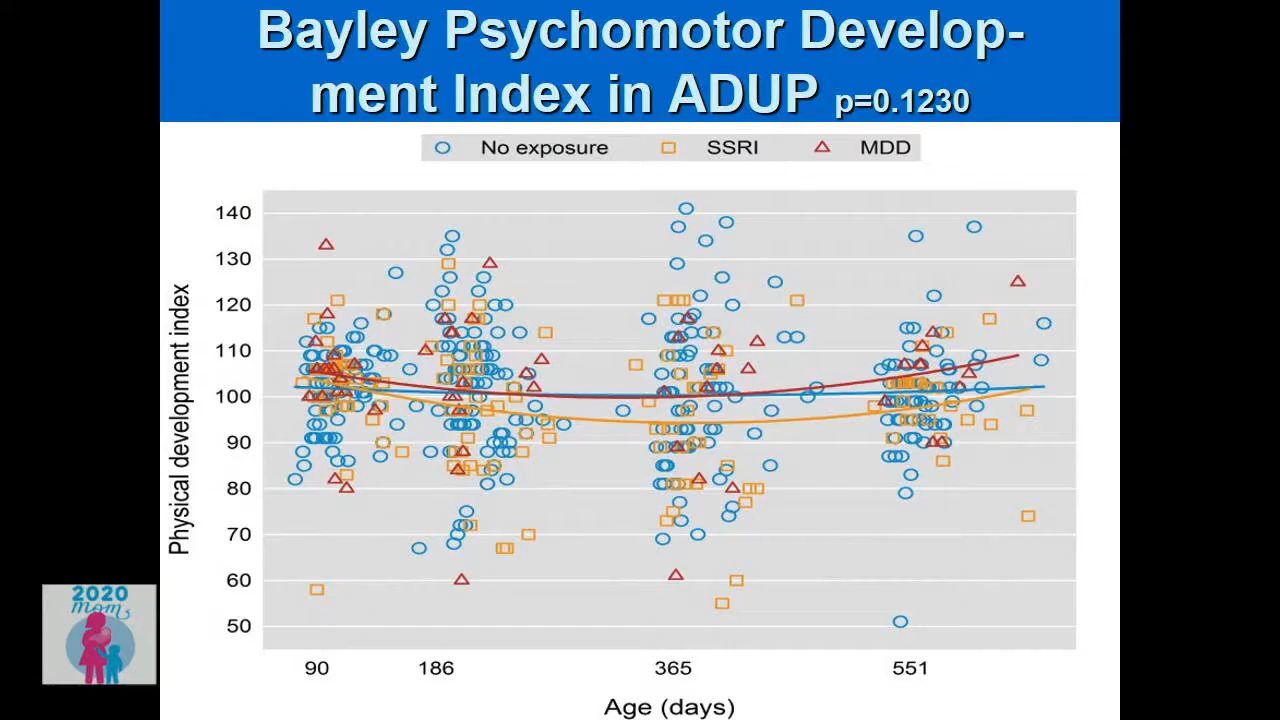 Bayley Psychomotor Develop-
ment Index in ADUP p=0.1230
No exposure SSRI MDD
Physical development index
140
130
120
110
100
90
80
70
60
50
90 186 365 551
Age (days)
2020
mom